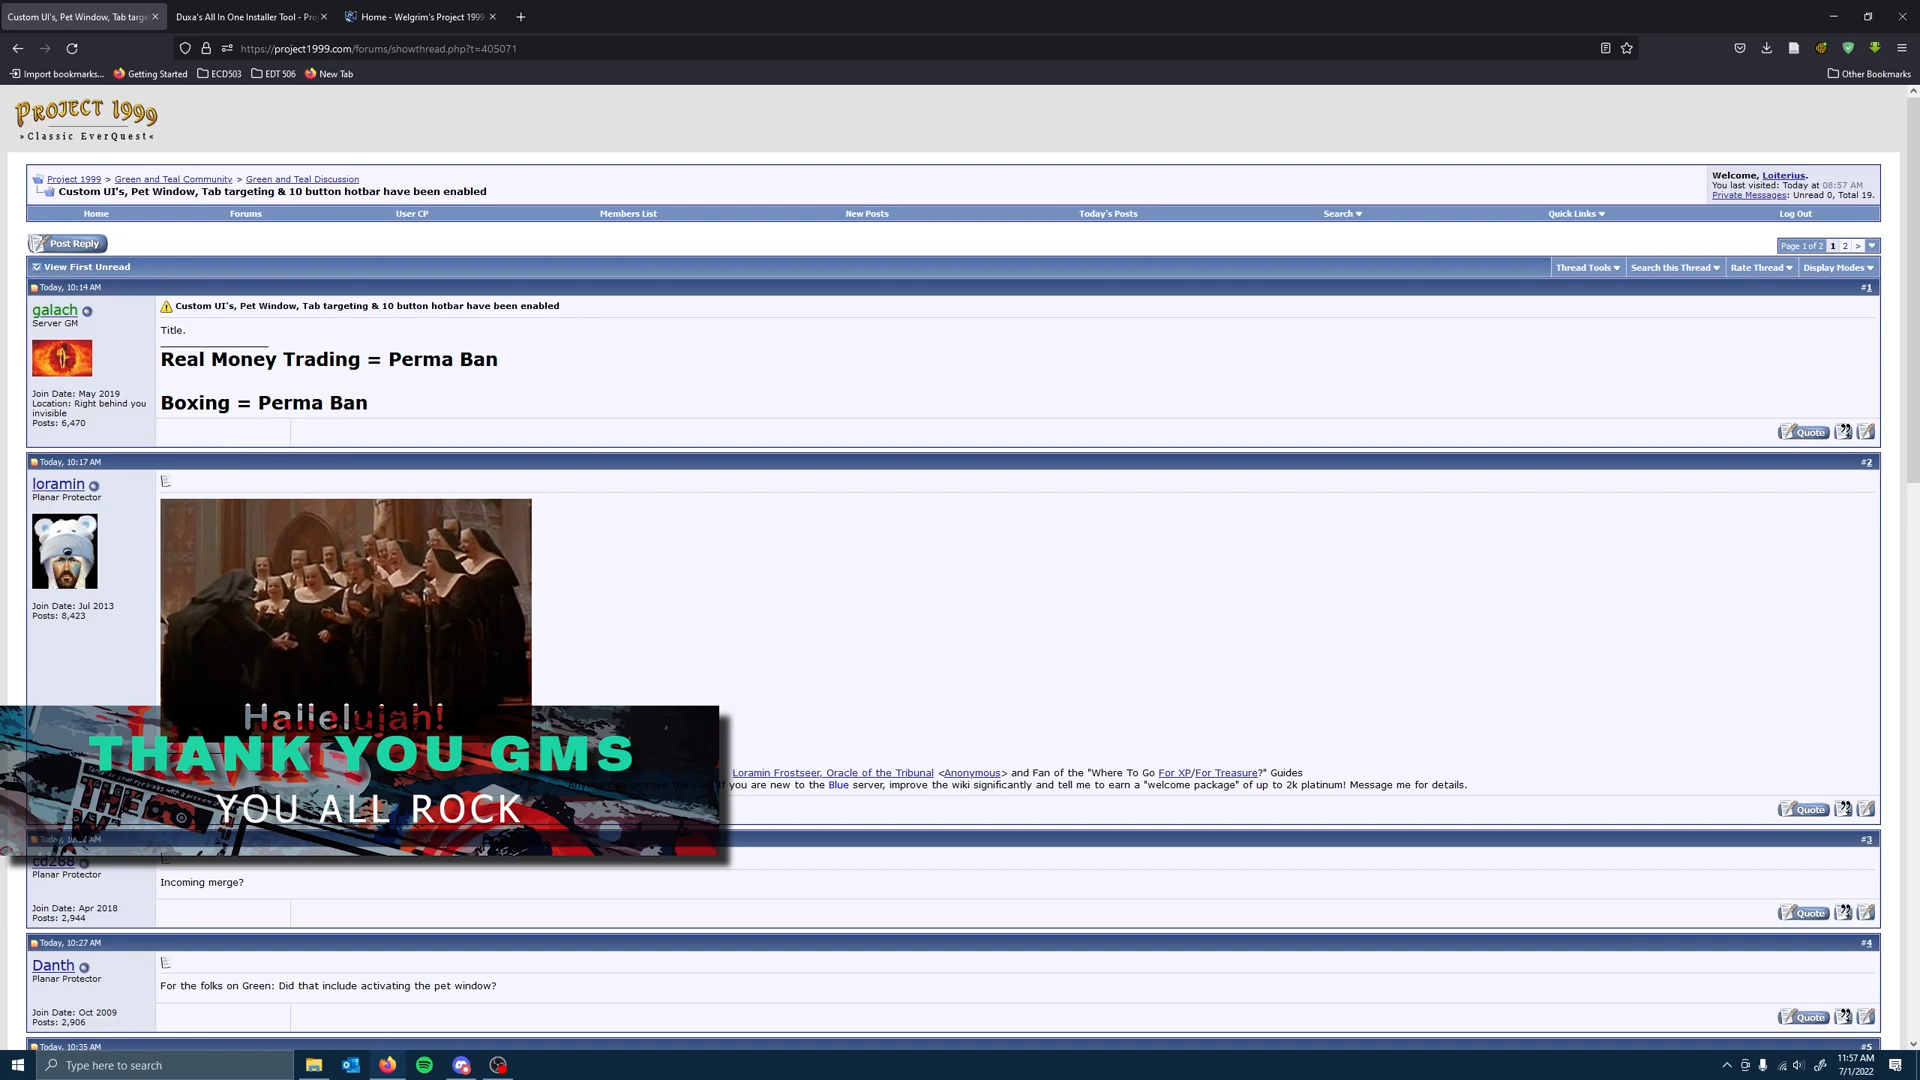 Custom UI's, Pet Window, Tab targe
Duxa's All In One Installer Tool - Proj
Home - Welgrim's Project 1999
https://project1999.com/forums/showthread.php?t=405071
Import bookmarks...
Getting Started
ECD503
EDT 506
New Tab
Other Bookmarks
PROJECT 1999
»Classic EverQuest«
Project 1999 > Green and Teal Community > Green and Teal Discussion
Custom UI's, Pet Window, Tab targeting & 10 button hotbar have been enabled
Welcome, Loiterius.
You last visited: Today at 08:57 AM
Private Messages: Unread 0, Total 19.
Home
Forums
User CP
Members List
New Posts
Today's Posts
Search
Quick Links
Log Out
Post Reply
Page 1 of 2 1 2 >
View First Unread
Thread Tools
Search this Thread
Rate Thread
Display Modes
Today, 10:14 AM
#1
galach
Server GM
Join Date: May 2019
Location: Right behind you
invisible
Posts: 6,470
Custom UI's, Pet Window, Tab targeting & 10 button hotbar have been enabled
Title.
Real Money Trading = Perma Ban
Boxing = Perma Ban
Quote
Today, 10:17 AM
#2
loramin
Planar Protector
Join Date: Jul 2013
Posts: 8,423
Hallelujah!
THANK YOU GMS
YOU ALL ROCK
Loramin Frostseer, Oracle of the Tribunal <Anonymous> and Fan of the "Where To Go For XP/For Treasure?" Guides
you are new to the Blue server, improve the wiki significantly and tell me to earn a "welcome package" of up to 2k platinum! Message me for details.
Quote
#3
cd288
Planar Protector
Join Date: Apr 2018
Posts: 2,944
Incoming merge?
Quote
Today, 10:27 AM
#4
Danth
Planar Protector
Join Date: Oct 2009
Posts: 2,906
For the folks on Green: Did that include activating the pet window?
Quote
Today, 10:35 AM
#5
Type here to search
11:57 AM
7/1/2022